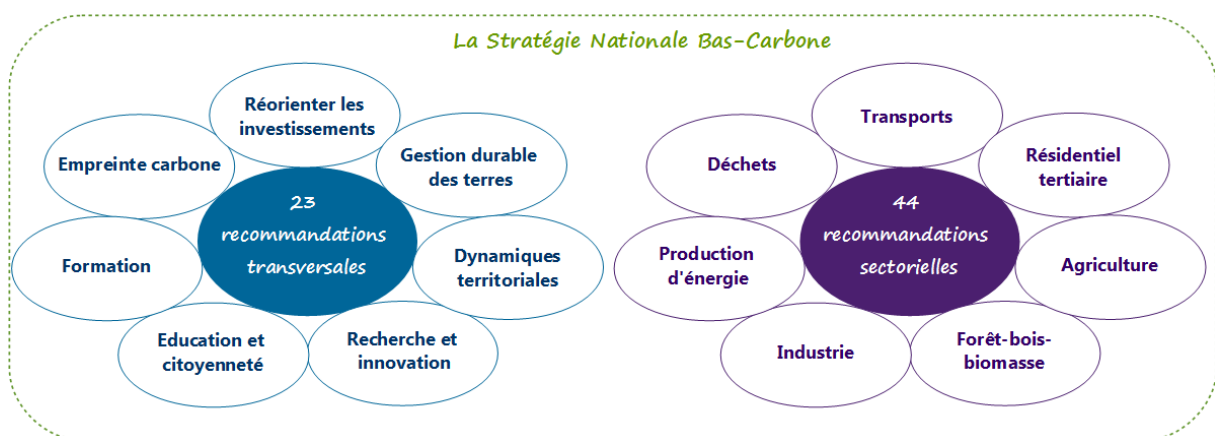 La Stratégie Nationale Bas-Carbone
Réorienter les
investissements
Empreinte carbone
Gestion durable
des terres
23
recommandations
transversales
Formation
Dynamiques
territoriales
Education et
citoyenneté
Recherche et
innovation
Transports
Déchets
Résidentiel
tertiaire
44
recommandations
sectorielles
Production
d'énergie
Agriculture
Industrie
Forêt-bois-
biomasse